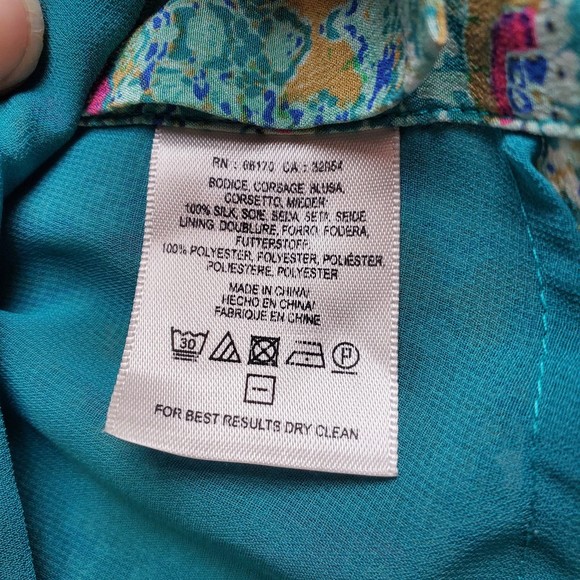 RN : 66170 CA : 32654
BODICE, CORSAGE, BLUSA,
CORSETTO, MIEDER
100% SILK, SOIE, SEDA, SETA, SEIDE
LINING, DOUBLURE, FORRO, FODERA,
FUTTERSTOFF
100% POLYESTER, POLYESTER, POLIÉSTER,
POLIESTERE, POLYESTER
MADE IN CHINA/
HECHO EN CHINA/
FABRIQUE EN CHINE
30 P
FOR BEST RESULTS DRY CLEAN